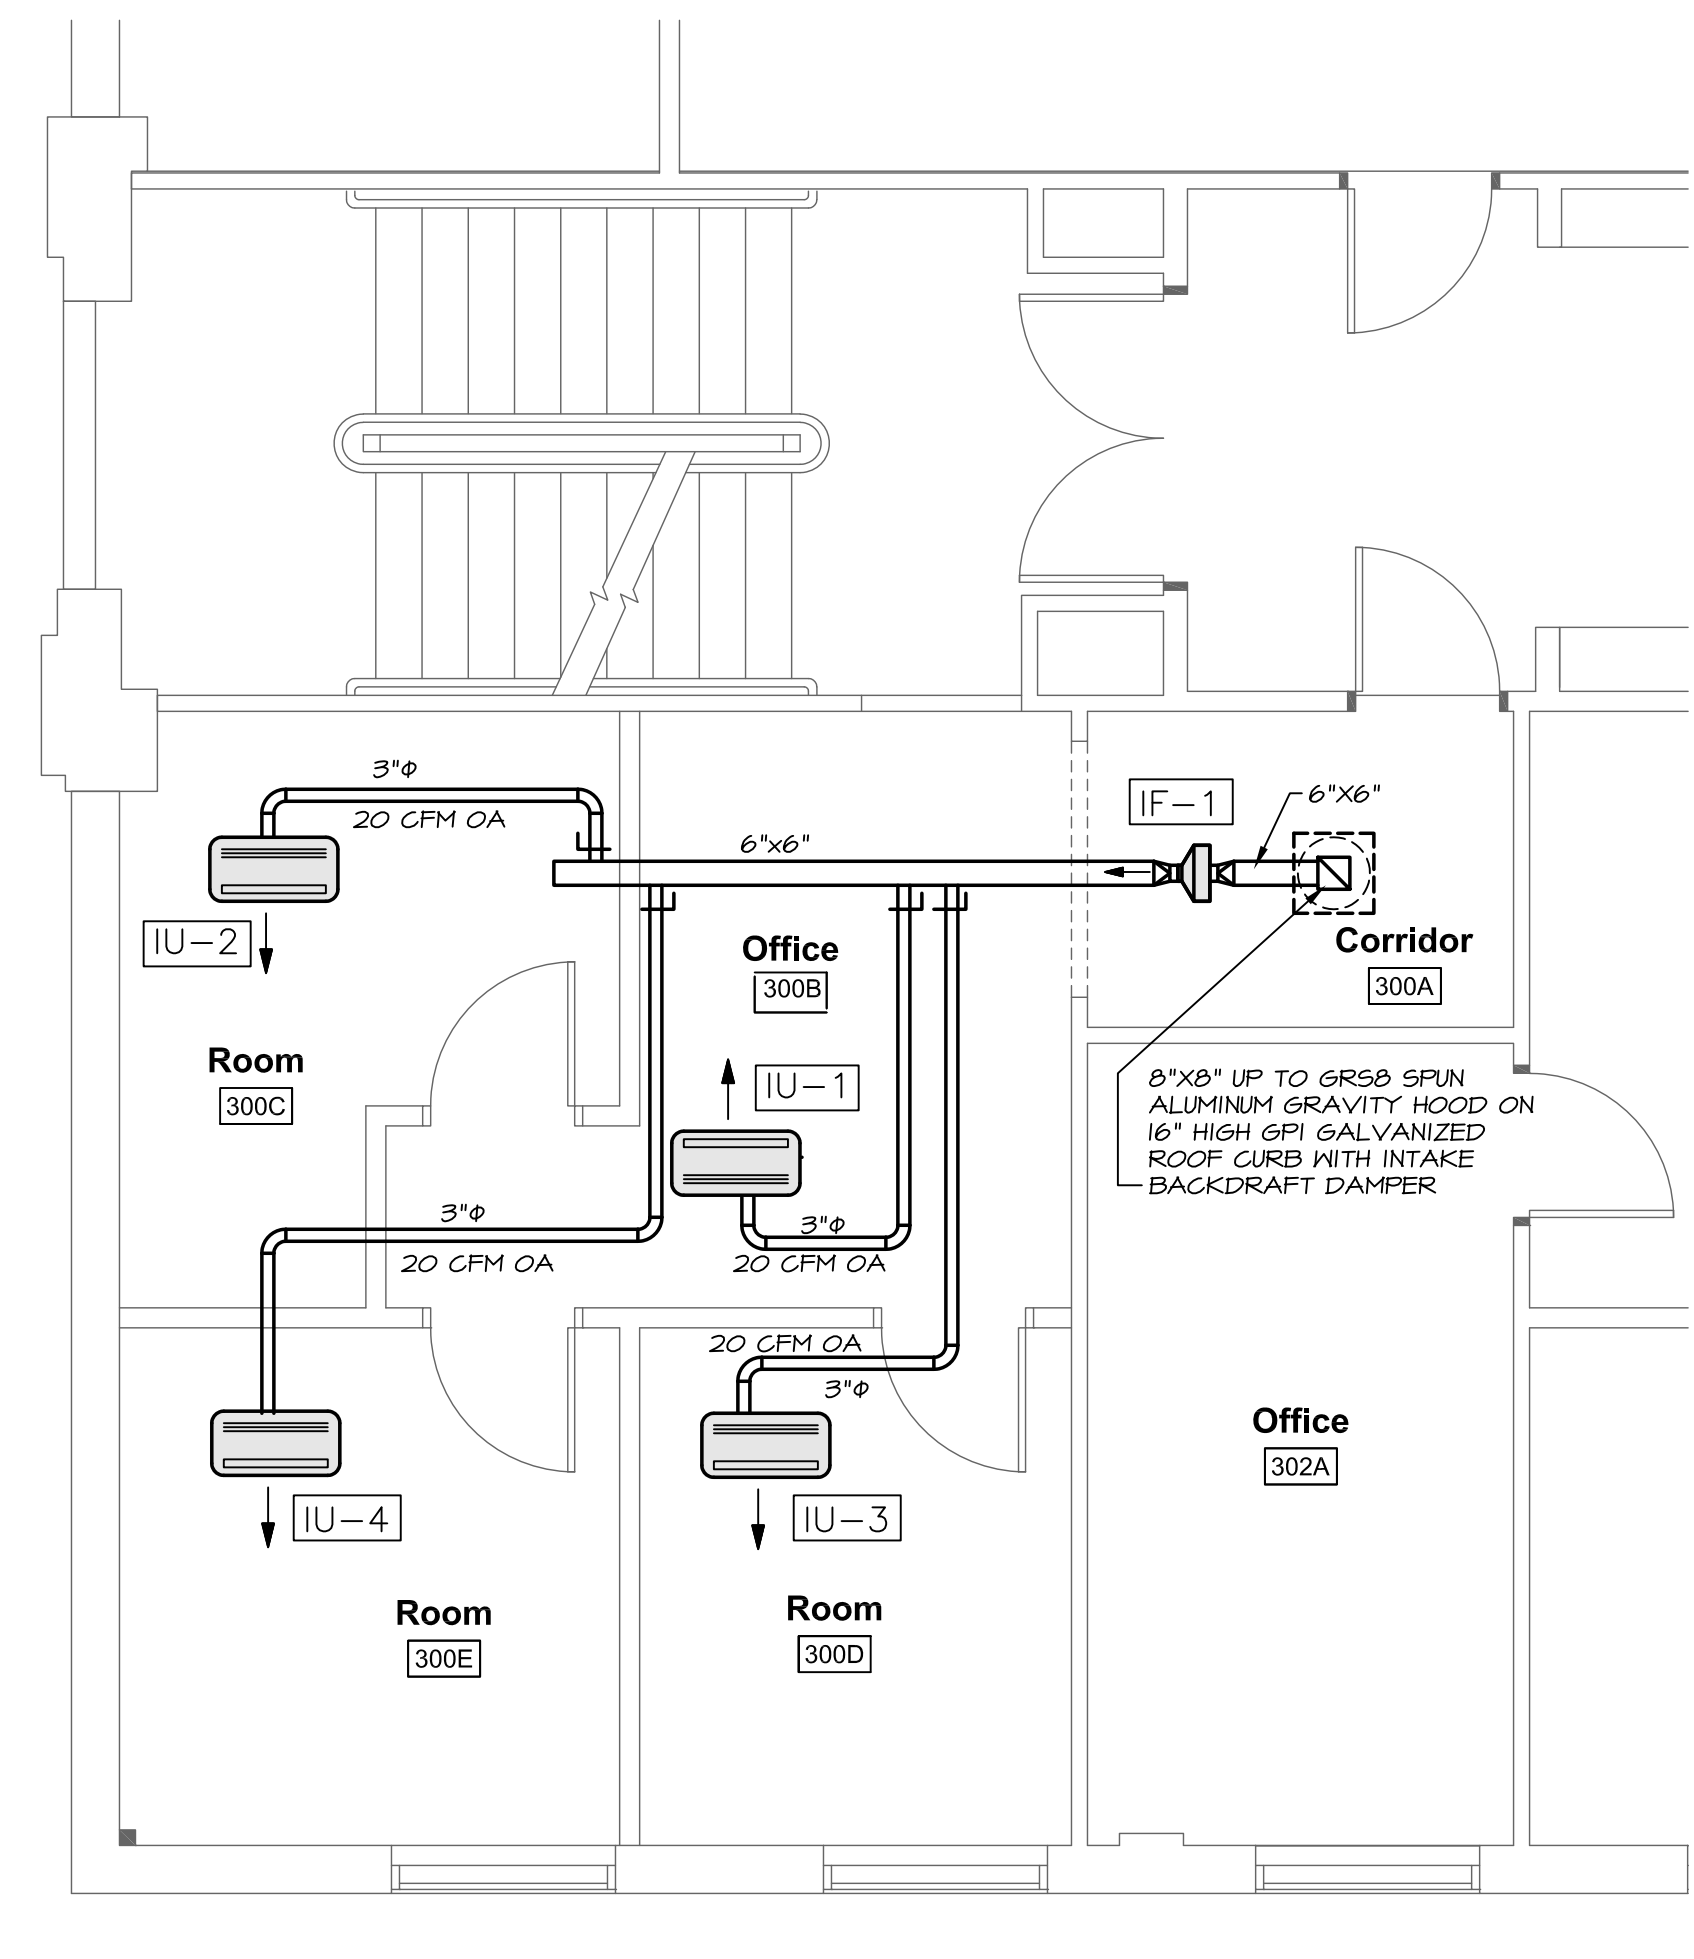 3"Φ
20 CFM OA
6"x6"
IF-1
6"X6"
IU-2
Office
300B
Corridor
300A
Room
300C
IU-1
8"X8" UP TO GRS8 SPUN
ALUMINUM GRAVITY HOOD ON
16" HIGH GPI GALVANIZED
ROOF CURB WITH INTAKE
BACKDRAFT DAMPER
3"Φ
20 CFM OA
3"Φ
20 CFM OA
20 CFM OA
3"Φ
Office
302A
IU-4
IU-3
Room
300E
Room
300D